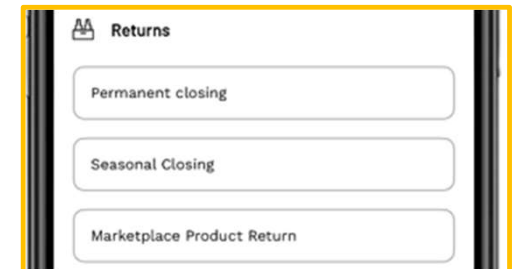 Returns
Permanent closing
Seasonal Closing
Marketplace Product Return